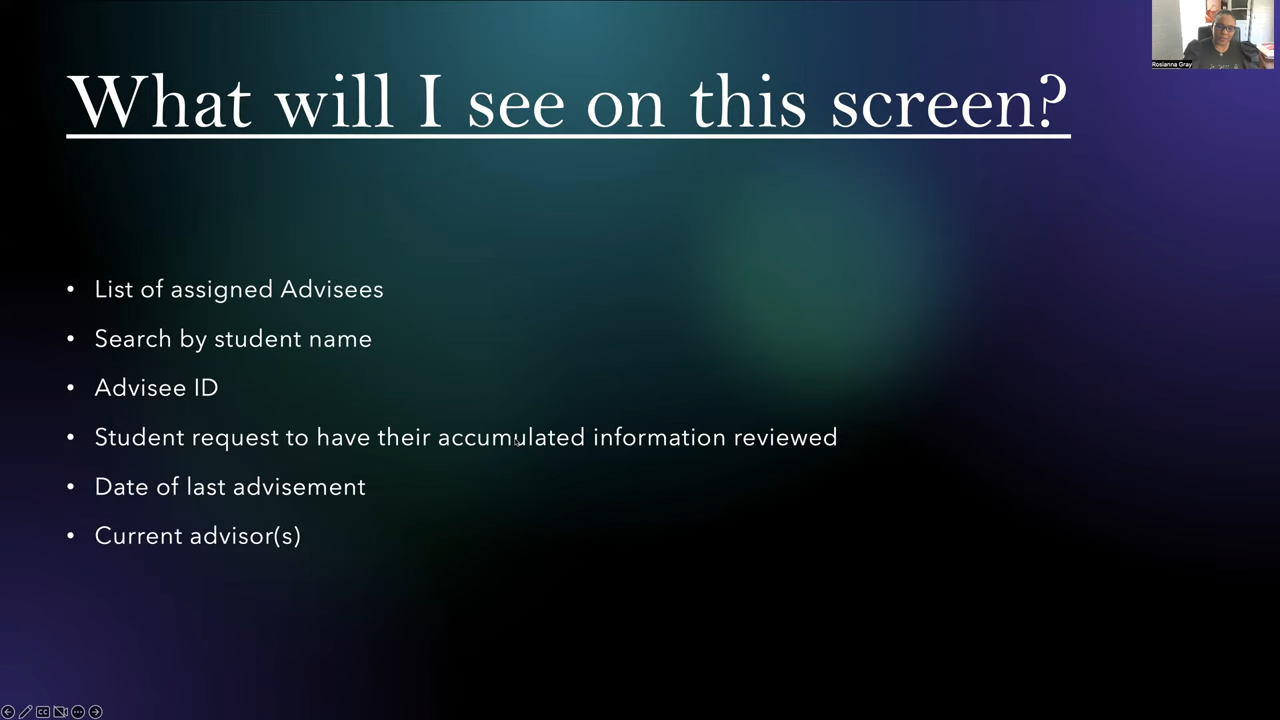 Rosianna Gray
What will I see on this screen?
• List of assigned Advisees
• Search by student name
• Advisee ID
• Student request to have their accumulated information reviewed
• Date of last advisement
• Current advisor(s)